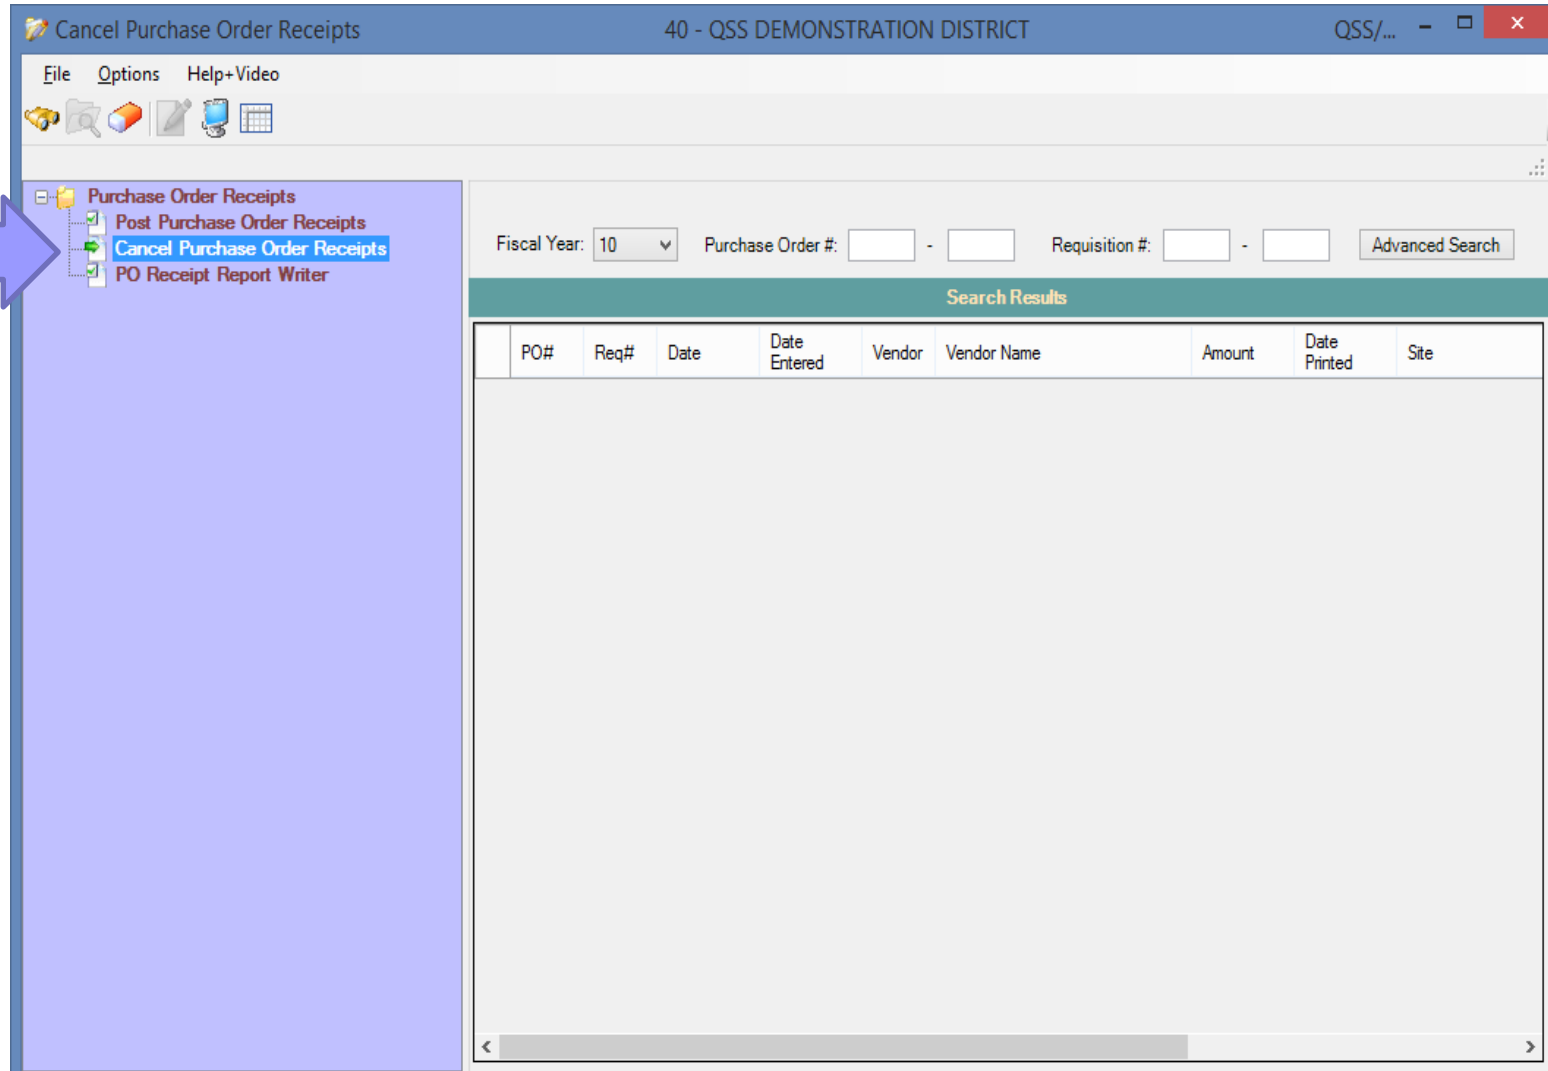 Cancel Purchase Order Receipts 40 - QSS DEMONSTRATION DISTRICT QSS/...
File Options Help+Video
Purchase Order Receipts
Post Purchase Order Receipts
Cancel Purchase Order Receipts
PO Receipt Report Writer
Fiscal Year: 10 Purchase Order #: - Requisition #: - Advanced Search
Search Results
PO# Req# Date Date Entered Vendor Vendor Name Amount Date Printed Site